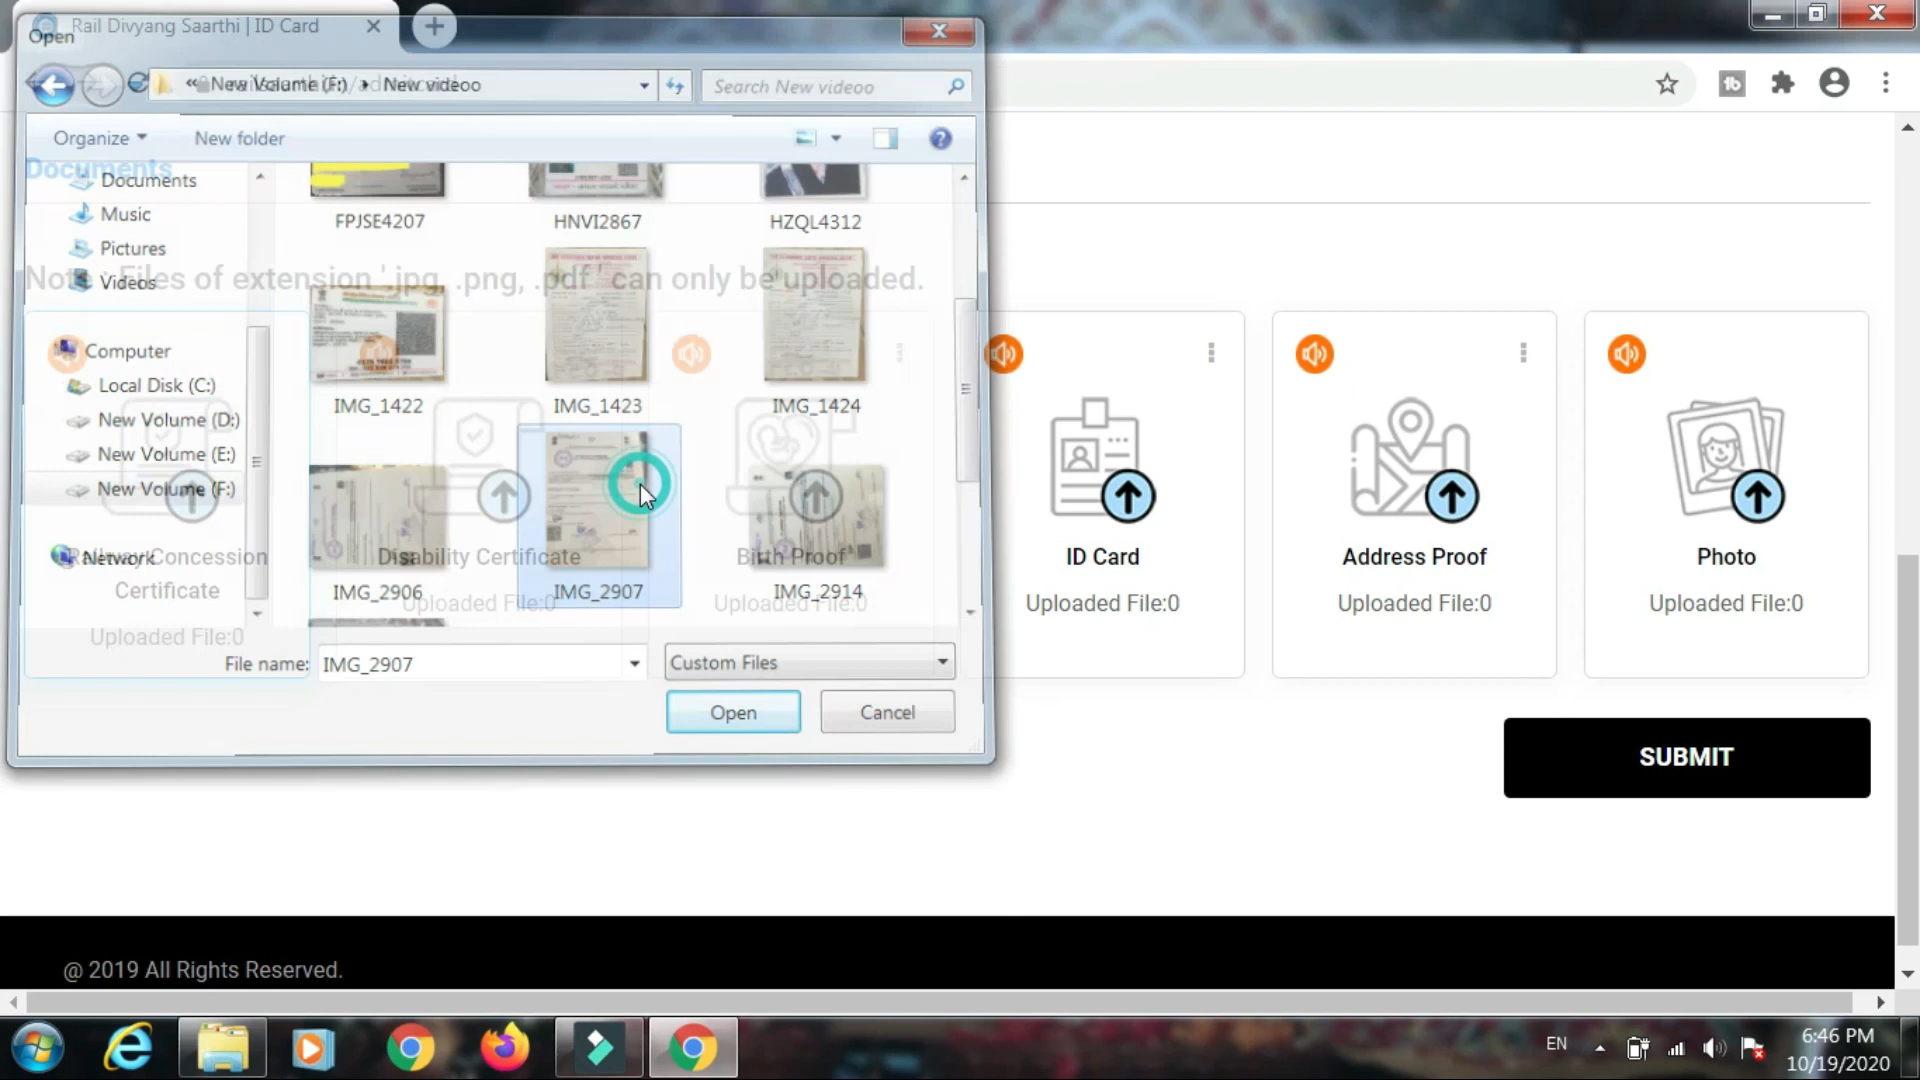 Rail Divyang Saarthi | ID Card
Open
« New Volume (F:) ▸ New videoo
Search New videoo
Organize
New folder
Documents
Documents
Music
Pictures
Videos
Computer
Local Disk (C:)
New Volume (D:)
New Volume (E:)
New Volume (F:)
Network
FPJSE4207
HNVI2867
HZQL4312
Note : Files of extension '.jpg, .png, .pdf' can only be uploaded.
IMG_1422
IMG_1423
IMG_1424
IMG_2906
IMG_2907
IMG_2914
Railway Concession
Certificate
Uploaded File:0
Disability Certificate
Uploaded File:0
Birth Proof
Uploaded File:0
ID Card
Uploaded File:0
Address Proof
Uploaded File:0
Photo
Uploaded File:0
File name: IMG_2907
Custom Files
Open
Cancel
SUBMIT
@ 2019 All Rights Reserved.
EN
6:46 PM
10/19/2020